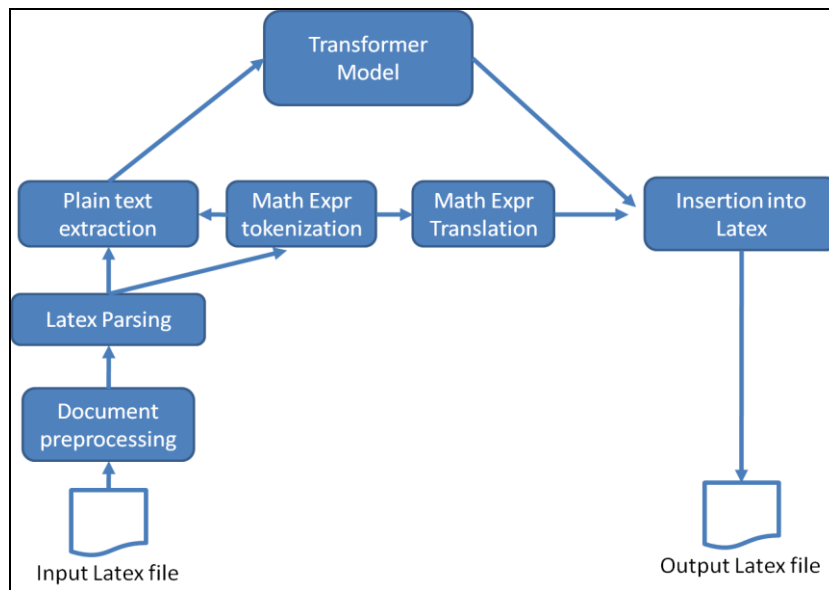 Transformer
Model
Plain text
extraction
Math Expr
tokenization
Math Expr
Translation
Insertion into
Latex
Latex Parsing
Document
preprocessing
Input Latex file
Output Latex file